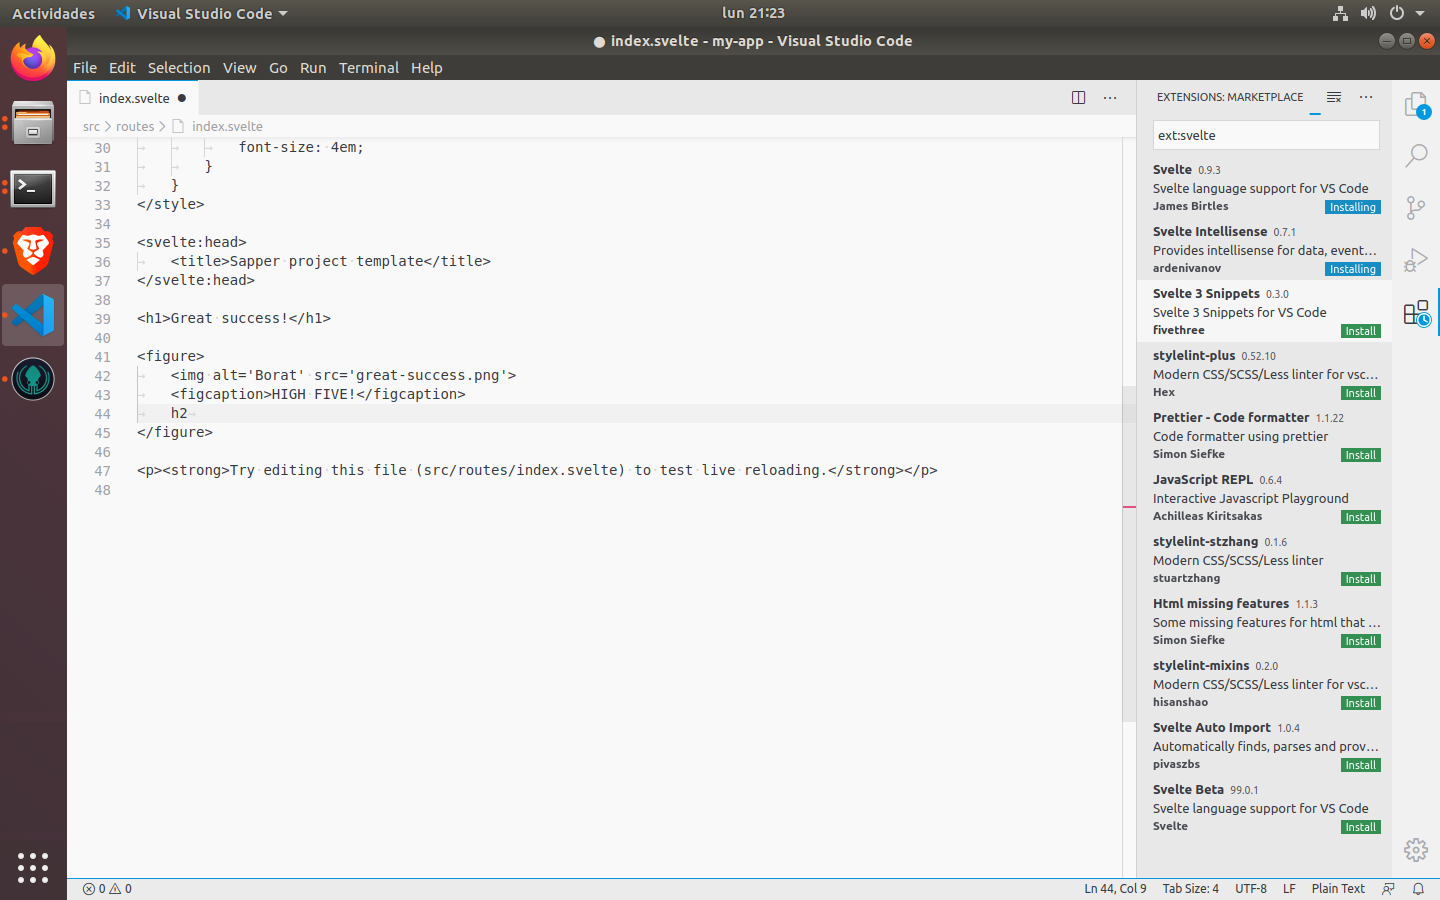 Actividades
Visual Studio Code
lun 21:23
● index.svelte - my-app - Visual Studio Code
File Edit Selection View Go Run Terminal Help
index.svelte ●
src > routes > index.svelte
30 font-size: 4em;
31 }
32 }
33 </style>
34
35 <svelte:head>
36 <title>Sapper project template</title>
37 </svelte:head>
38
39 <h1>Great success!</h1>
40
41 <figure>
42 <img alt='Borat' src='great-success.png'>
43 <figcaption>HIGH FIVE!</figcaption>
44 h2
45 </figure>
46
47 <p><strong>Try editing this file (src/routes/index.svelte) to test live reloading.</strong></p>
48
EXTENSIONS: MARKETPLACE
ext:svelte
Svelte 0.9.3
Svelte language support for VS Code
James Birtles Installing
Svelte Intellisense 0.7.1
Provides intellisense for data, event...
ardenivanov Installing
Svelte 3 Snippets 0.3.0
Svelte 3 Snippets for VS Code
fivethree Install
stylelint-plus 0.52.10
Modern CSS/SCSS/Less linter for vsc...
Hex Install
Prettier - Code formatter 1.1.22
Code formatter using prettier
Simon Siefke Install
JavaScript REPL 0.6.4
Interactive Javascript Playground
Achilleas Kiritsakas Install
stylelint-stzhang 0.1.6
Modern CSS/SCSS/Less linter
stuartzhang Install
Html missing features 1.1.3
Some missing features for html that ...
Simon Siefke Install
stylelint-mixins 0.2.0
Modern CSS/SCSS/Less linter for vsc...
hisanshao Install
Svelte Auto Import 1.0.4
Automatically finds, parses and prov...
pivaszbs Install
Svelte Beta 99.0.1
Svelte language support for VS Code
Svelte Install
1
0 0
Ln 44, Col 9 Tab Size: 4 UTF-8 LF Plain Text